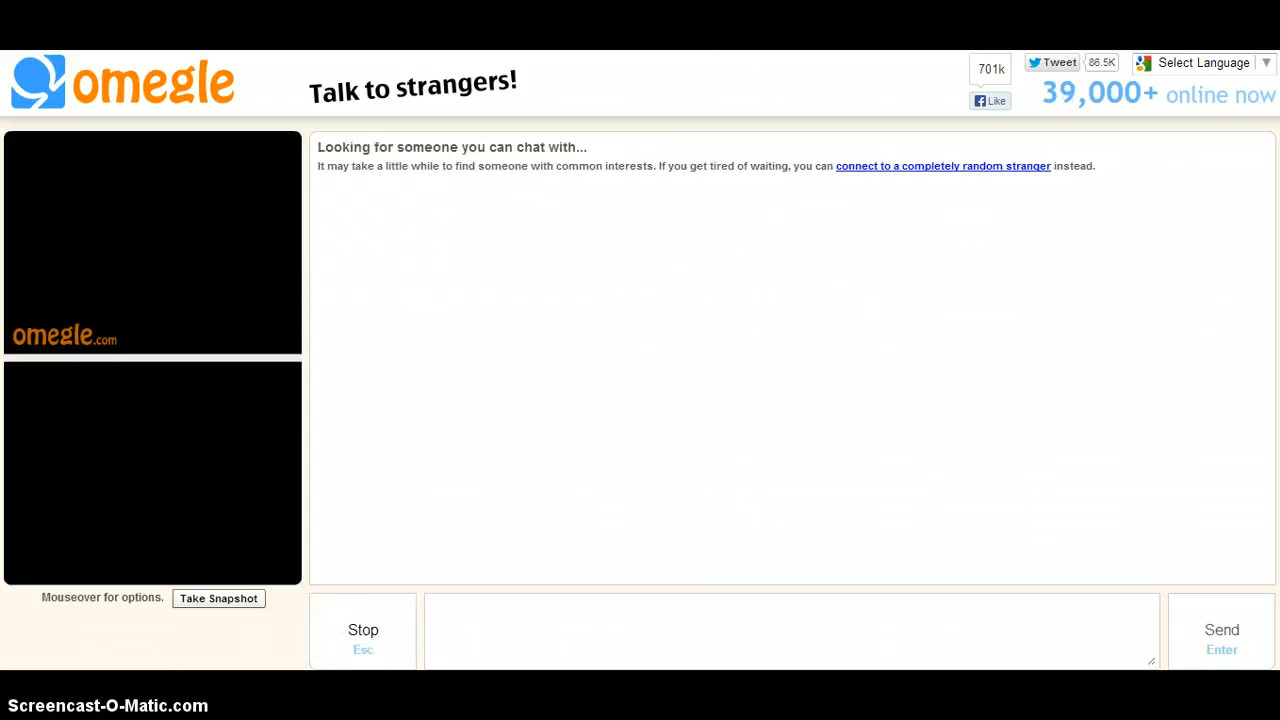 omegle
Talk to strangers!
701k
Like
Tweet
86.5K
Select Language
39,000+ online now
omegle.com
Looking for someone you can chat with...
It may take a little while to find someone with common interests. If you get tired of waiting, you can connect to a completely random stranger instead.
Mouseover for options.
Take Snapshot
Stop
Esc
Send
Enter
Screencast-O-Matic.com